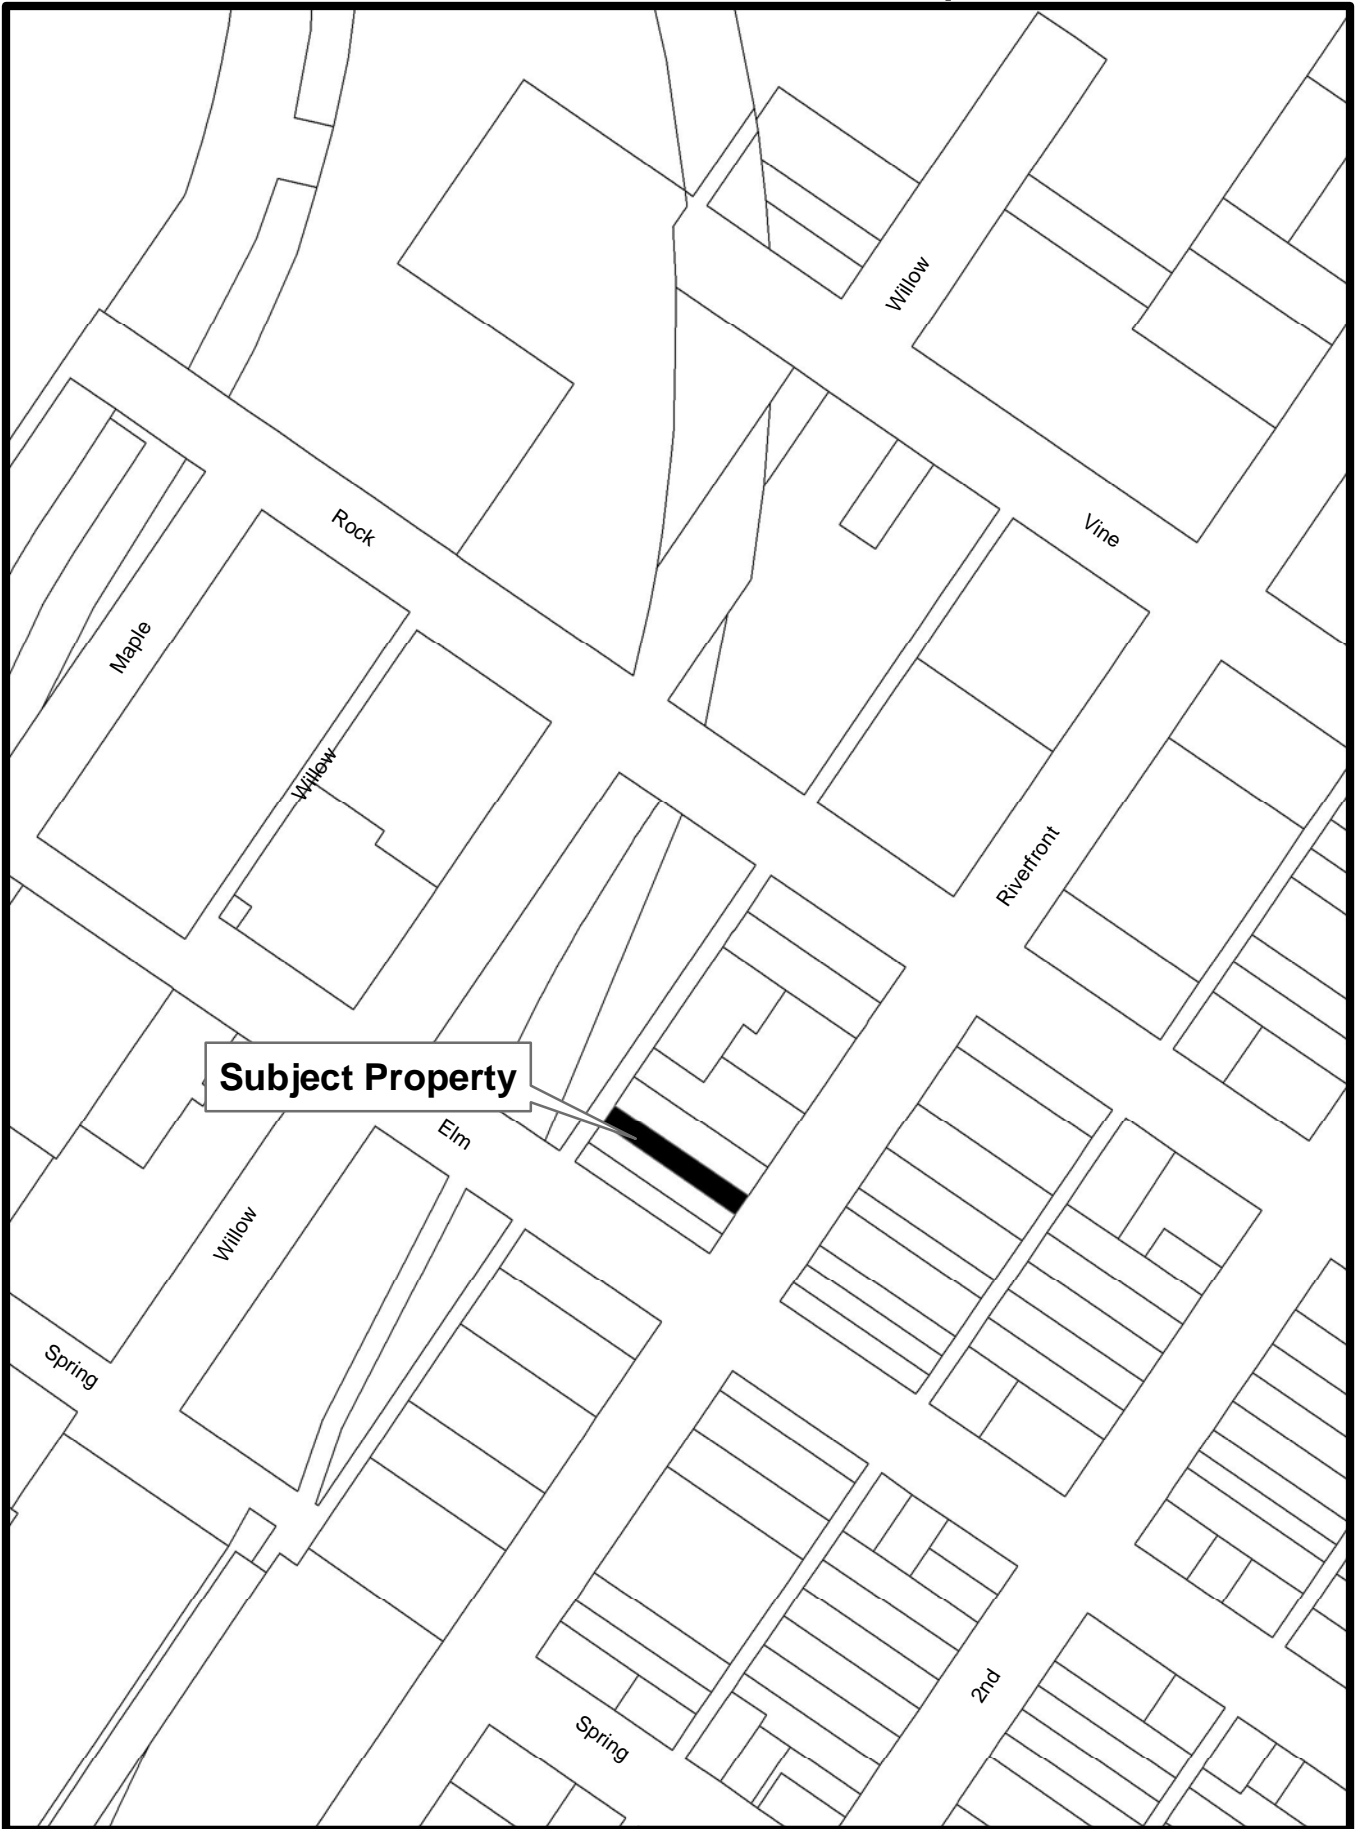 Willow
Rock
Vine
Maple
Willow
Riverfront
Subject Property
Elm
Willow
Spring
2nd
Spring